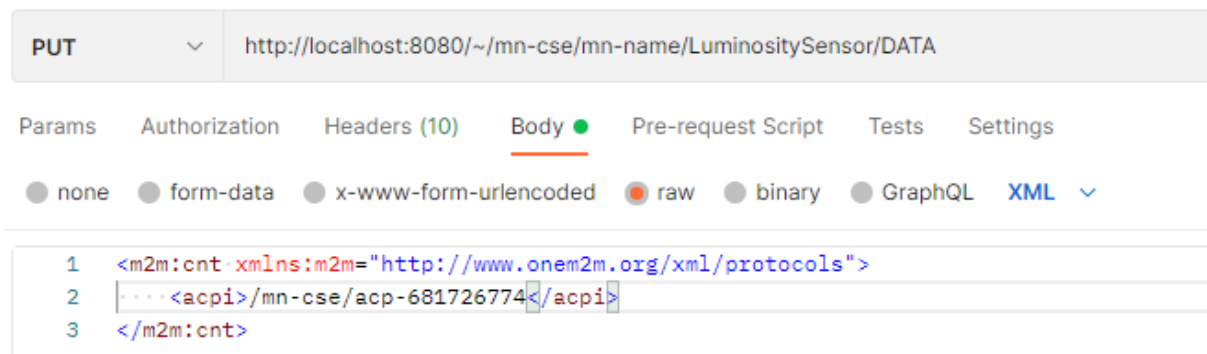 PUT http://localhost:8080/~/mn-cse/mn-name/LuminositySensor/DATA
Params Authorization Headers (10) Body Pre-request Script Tests Settings
none form-data x-www-form-urlencoded raw binary GraphQL XML
1 <m2m:cnt xmlns:m2m="http://www.onem2m.org/xml/protocols">
2 <acpi>/mn-cse/acp-681726774</acpi>
3 </m2m:cnt>